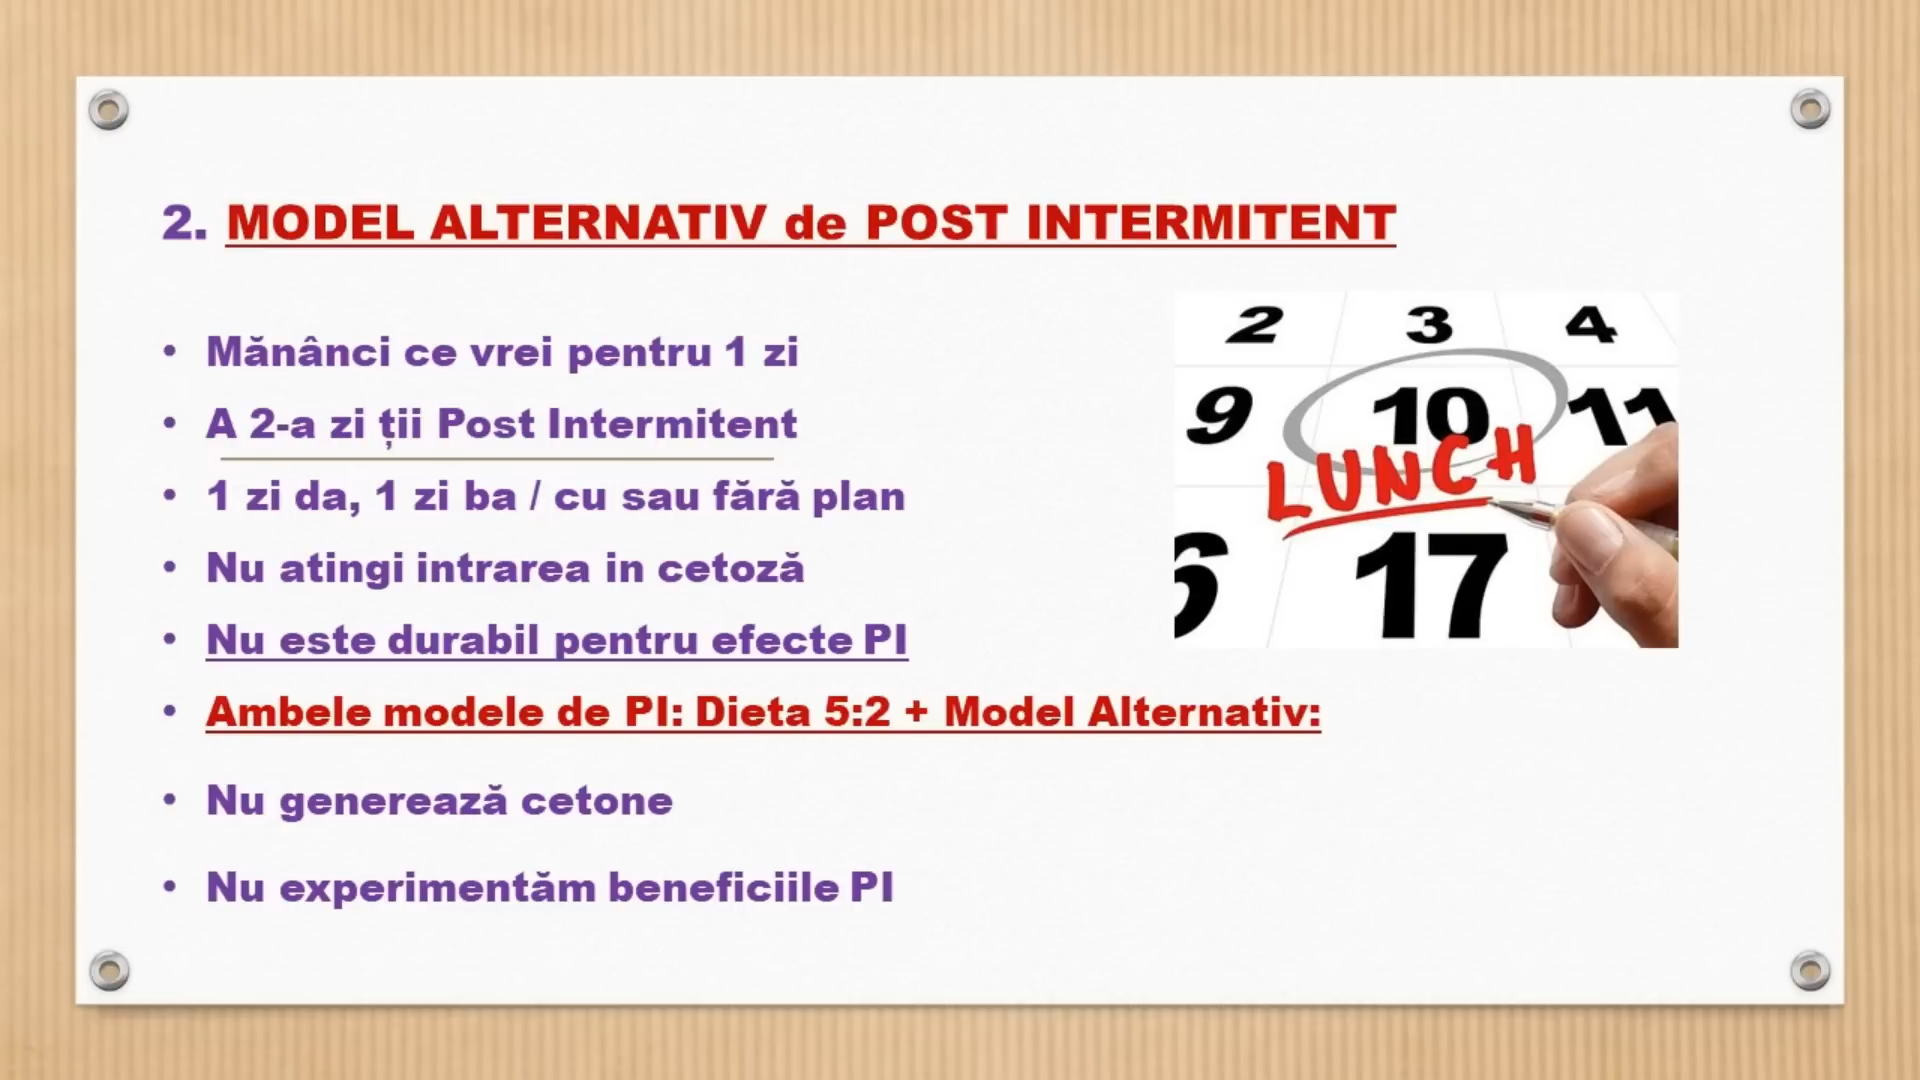 2. MODEL ALTERNATIV de POST INTERMITENT
• Mănânci ce vrei pentru 1 zi
• A 2-a zi ții Post Intermitent
• 1 zi da, 1 zi ba / cu sau fără plan
• Nu atingi intrarea in cetoză
• Nu este durabil pentru efecte PI
• Ambele modele de PI: Dieta 5:2 + Model Alternativ:
• Nu generează cetone
• Nu experimentăm beneficiile PI
2 3 4
9 10 11
LUNCH
6 17